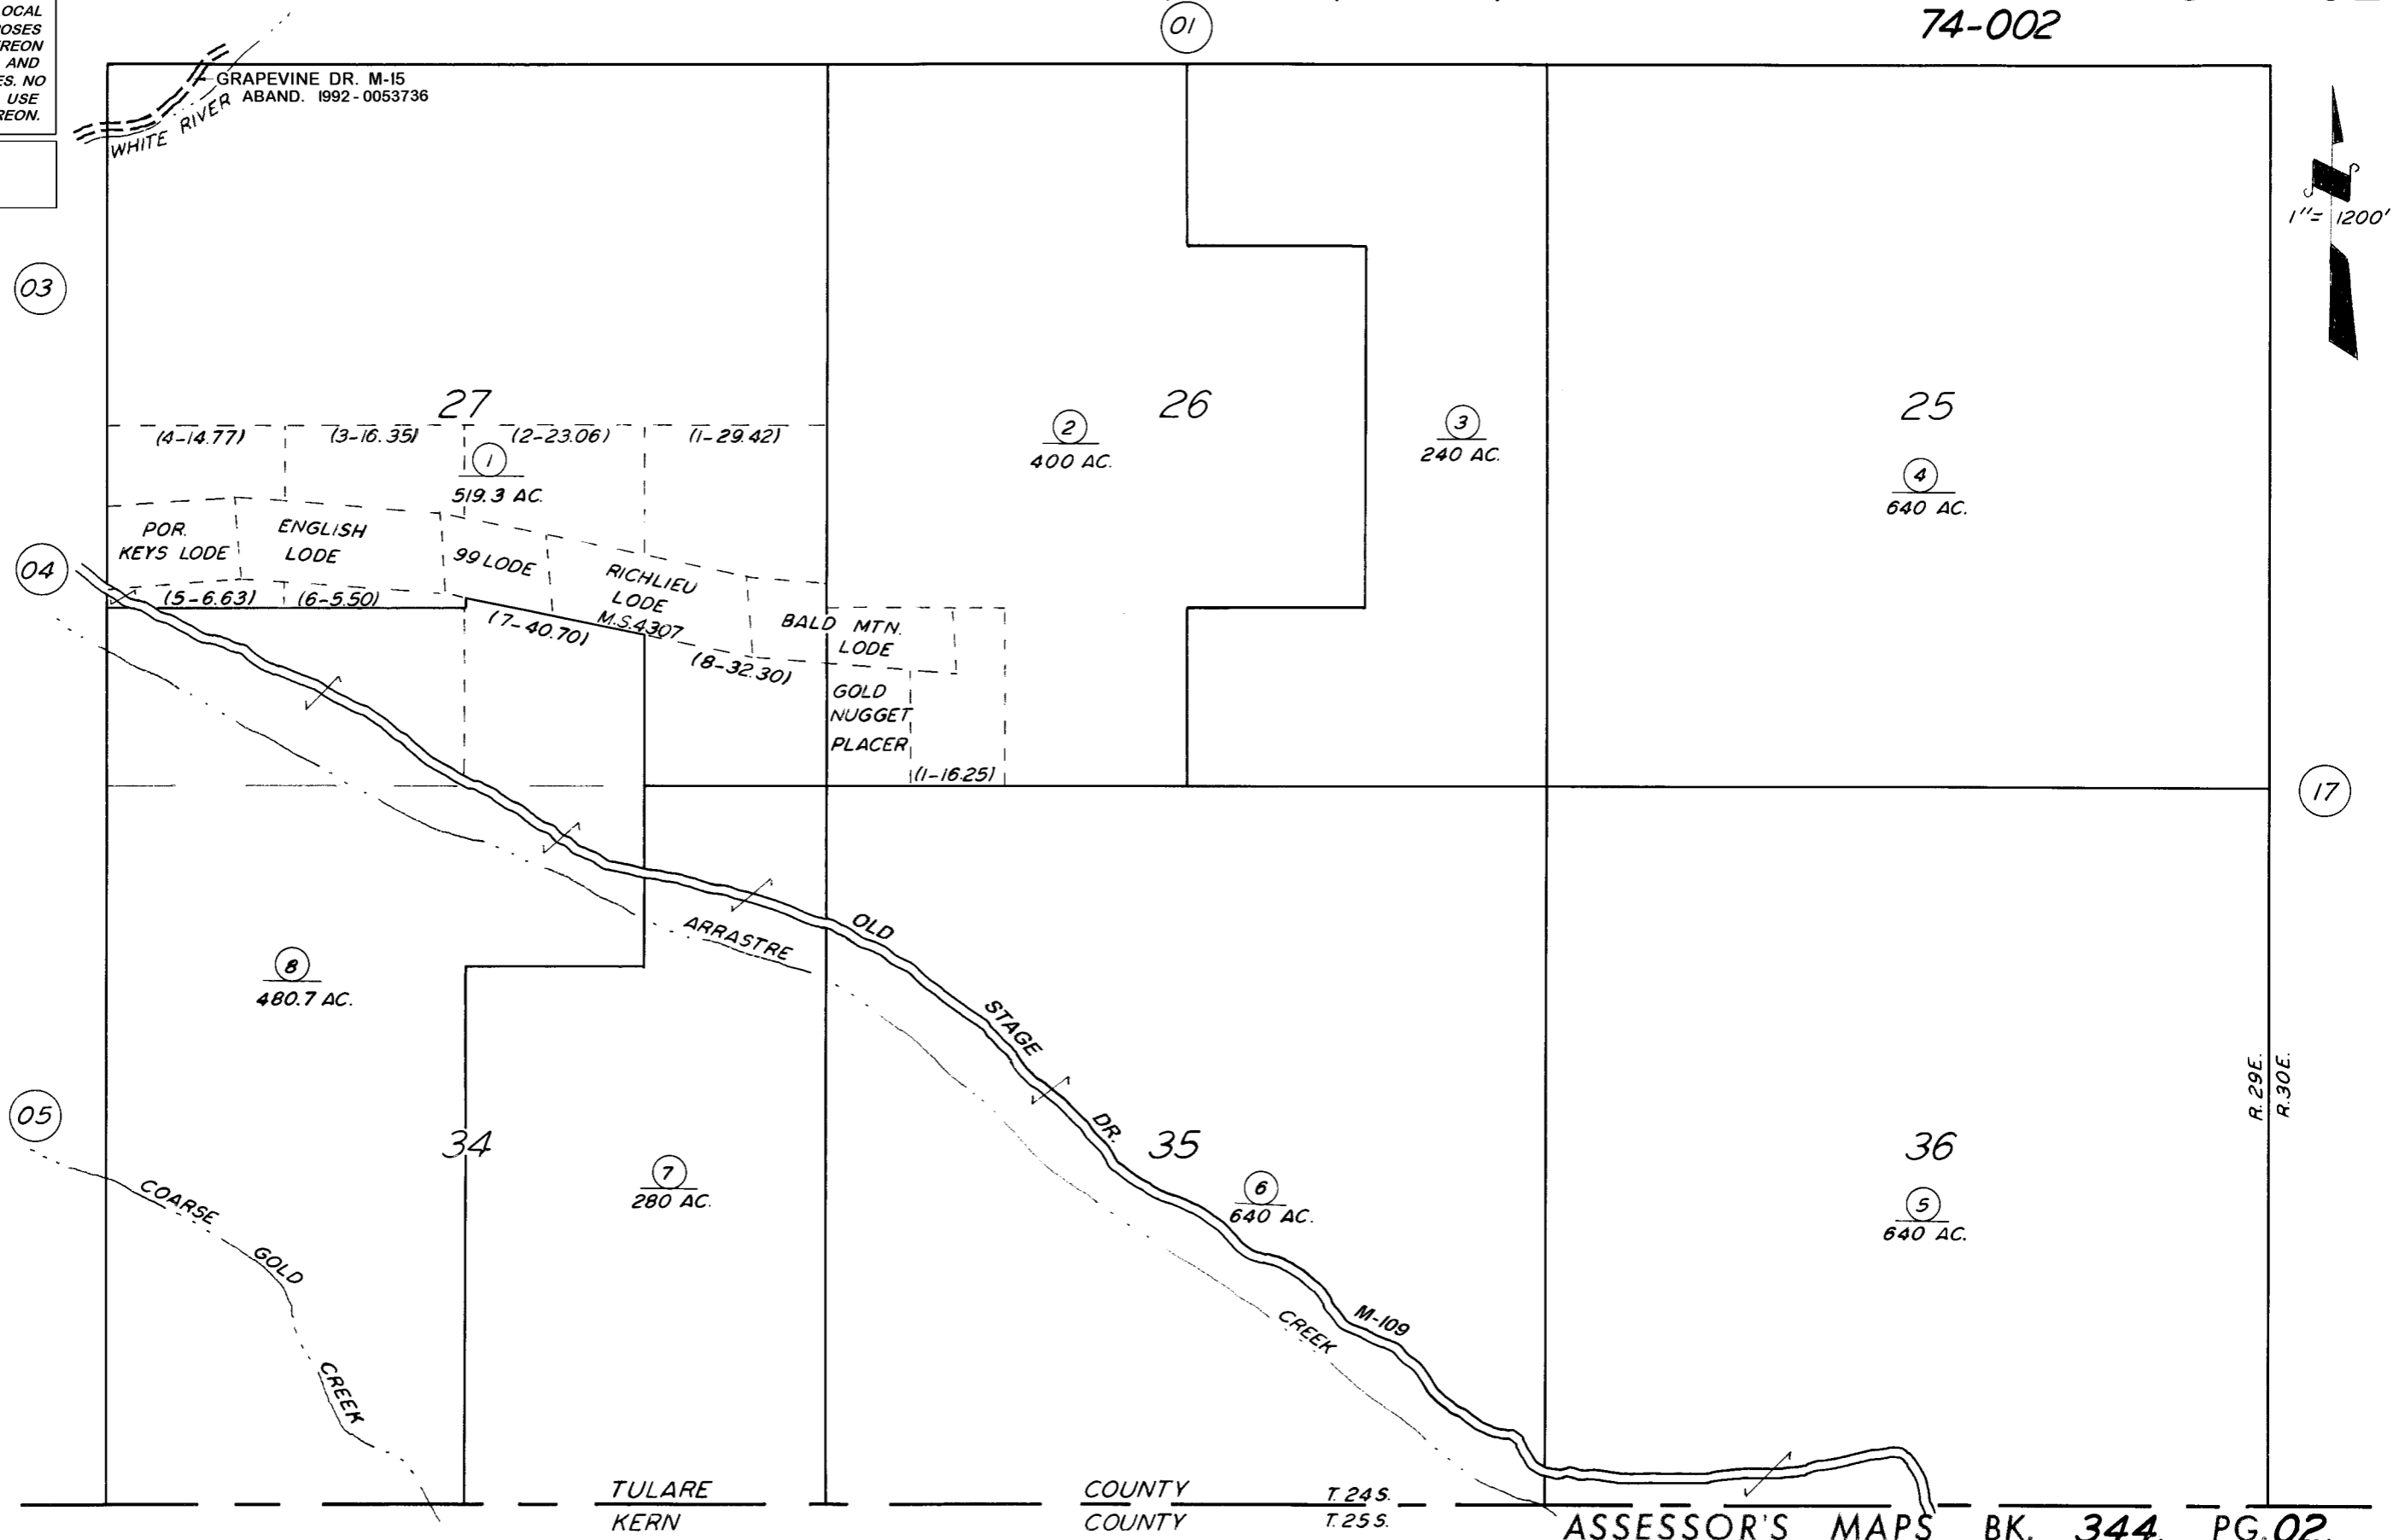 OCAL
POSES
EREON
AND
ES. NO
USE
REON.
01
74-002
GRAPEVINE DR. M-15
ABAND. 1992-0053736
WHITE RIVER
1"= 1200'
03
27
26
25
(4-14.77)
(3-16.35)
(2-23.06)
(1-29.42)
1
519.3 AC.
2
400 AC.
3
240 AC.
4
640 AC.
POR.
KEYS LODE
ENGLISH
LODE
99 LODE
RICHLIEU
LODE
M.S.4307
BALD MTN.
LODE
04
(5-6.63)
(6-5.50)
(7-40.70)
(8-32.30)
GOLD
NUGGET
PLACER
(1-16.25)
17
OLD
STAGE
DR.
M-109
ARRASTRE
CREEK
8
480.7 AC.
05
34
7
280 AC.
35
6
640 AC.
36
5
640 AC.
R.29E.
R.30E.
COARSE
GOLD
CREEK
TULARE COUNTY T.24S.
KERN COUNTY T.25S.
ASSESSOR'S MAPS BK. 344, PG.02.